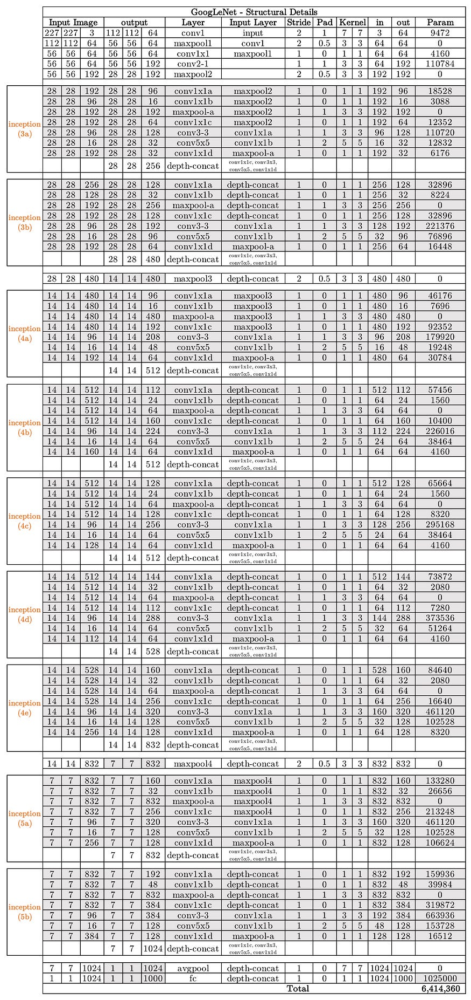 GoogLeNet - Structural Details
Input Image output Layer Input Layer Stride Pad Kernel in out Param
227 227 3 112 112 64 conv1 input 2 1 7 7 3 64 9472
112 112 64 56 56 64 maxpool1 conv1 2 0.5 3 3 64 64 0
56 56 64 56 56 64 conv1x1 maxpool1 1 0 1 1 64 64 4160
56 56 64 56 56 192 conv2-1 1 1 3 3 64 192 110784
56 56 192 28 28 192 maxpool2 2 0.5 3 3 192 192 0
inception
(3a)
28 28 192 28 28 96 conv1x1a maxpool2 1 0 1 1 192 96 18528
28 28 96 28 28 16 conv1x1b maxpool2 1 0 1 1 192 16 3088
28 28 192 28 28 192 maxpool-a maxpool2 1 1 3 3 192 192 0
28 28 192 28 28 64 conv1x1c maxpool2 1 0 1 1 192 64 12352
28 28 96 28 28 128 conv3-3 conv1x1a 1 1 3 3 96 128 110720
28 28 16 28 28 32 conv5x5 conv1x1b 1 2 5 5 16 32 12832
28 28 192 28 28 32 conv1x1d maxpool-a 1 0 1 1 192 32 6176
28 28 256 depth-concat conv1x1c, conv3x3,
conv5x5, conv1x1d
inception
(3b)
28 28 256 28 28 128 conv1x1a depth-concat 1 0 1 1 256 128 32896
28 28 128 28 28 32 conv1x1b depth-concat 1 0 1 1 256 32 8224
28 28 192 28 28 256 maxpool-a depth-concat 1 1 3 3 256 256 0
28 28 192 28 28 128 conv1x1c depth-concat 1 0 1 1 256 128 32896
28 28 96 28 28 192 conv3-3 conv1x1a 1 1 3 3 128 192 221376
28 28 16 28 28 96 conv5x5 conv1x1b 1 2 5 5 32 96 76896
28 28 192 28 28 64 conv1x1d maxpool-a 1 0 1 1 256 64 16448
28 28 480 depth-concat conv1x1c, conv3x3,
conv5x5, conv1x1d
28 28 480 14 14 480 maxpool3 depth-concat 2 0.5 3 3 480 480 0
inception
(4a)
14 14 480 14 14 96 conv1x1a maxpool3 1 0 1 1 480 96 46176
14 14 480 14 14 16 conv1x1b maxpool3 1 0 1 1 480 16 7696
14 14 480 14 14 480 maxpool-a maxpool3 1 1 3 3 480 480 0
14 14 480 14 14 192 conv1x1c maxpool3 1 0 1 1 480 192 92352
14 14 96 14 14 208 conv3-3 conv1x1a 1 1 3 3 96 208 179920
14 14 16 14 14 48 conv5x5 conv1x1b 1 2 5 5 16 48 19248
14 14 192 14 14 64 conv1x1d maxpool-a 1 0 1 1 480 64 30784
14 14 512 depth-concat conv1x1c, conv3x3,
conv5x5, conv1x1d
inception
(4b)
14 14 512 14 14 112 conv1x1a depth-concat 1 0 1 1 512 112 57456
14 14 512 14 14 24 conv1x1b depth-concat 1 0 1 1 64 24 1560
14 14 512 14 14 64 maxpool-a depth-concat 1 1 3 3 64 64 0
14 14 512 14 14 160 conv1x1c depth-concat 1 0 1 1 64 160 10400
14 14 96 14 14 224 conv3-3 conv1x1a 1 1 3 3 112 224 226016
14 14 16 14 14 64 conv5x5 conv1x1b 1 2 5 5 24 64 38464
14 14 160 14 14 64 conv1x1d maxpool-a 1 0 1 1 64 64 4160
14 14 512 depth-concat conv1x1c, conv3x3,
conv5x5, conv1x1d
inception
(4c)
14 14 512 14 14 128 conv1x1a depth-concat 1 0 1 1 512 128 65664
14 14 512 14 14 24 conv1x1b depth-concat 1 0 1 1 64 24 1560
14 14 512 14 14 64 maxpool-a depth-concat 1 1 3 3 64 64 0
14 14 512 14 14 128 conv1x1c depth-concat 1 0 1 1 64 128 8320
14 14 96 14 14 256 conv3-3 conv1x1a 1 1 3 3 128 256 295168
14 14 16 14 14 64 conv5x5 conv1x1b 1 2 5 5 24 64 38464
14 14 128 14 14 64 conv1x1d maxpool-a 1 0 1 1 64 64 4160
14 14 512 depth-concat conv1x1c, conv3x3,
conv5x5, conv1x1d
inception
(4d)
14 14 512 14 14 144 conv1x1a depth-concat 1 0 1 1 512 144 73872
14 14 512 14 14 32 conv1x1b depth-concat 1 0 1 1 64 32 2080
14 14 512 14 14 64 maxpool-a depth-concat 1 1 3 3 64 64 0
14 14 512 14 14 112 conv1x1c depth-concat 1 0 1 1 64 112 7280
14 14 96 14 14 288 conv3-3 conv1x1a 1 1 3 3 144 288 373536
14 14 16 14 14 64 conv5x5 conv1x1b 1 2 5 5 32 64 51264
14 14 112 14 14 64 conv1x1d maxpool-a 1 0 1 1 64 64 4160
14 14 528 depth-concat conv1x1c, conv3x3,
conv5x5, conv1x1d
inception
(4e)
14 14 528 14 14 160 conv1x1a depth-concat 1 0 1 1 528 160 84640
14 14 528 14 14 32 conv1x1b depth-concat 1 0 1 1 64 32 2080
14 14 528 14 14 64 maxpool-a depth-concat 1 1 3 3 64 64 0
14 14 528 14 14 256 conv1x1c depth-concat 1 0 1 1 64 256 16640
14 14 96 14 14 320 conv3-3 conv1x1a 1 1 3 3 160 320 461120
14 14 16 14 14 128 conv5x5 conv1x1b 1 2 5 5 32 128 102528
14 14 256 14 14 128 conv1x1d maxpool-a 1 0 1 1 64 128 8320
14 14 832 depth-concat conv1x1c, conv3x3,
conv5x5, conv1x1d
14 14 832 7 7 832 maxpool4 depth-concat 2 0.5 3 3 832 832 0
inception
(5a)
7 7 832 7 7 160 conv1x1a maxpool4 1 0 1 1 832 160 133280
7 7 832 7 7 32 conv1x1b maxpool4 1 0 1 1 832 32 26656
7 7 832 7 7 832 maxpool-a maxpool4 1 1 3 3 832 832 0
7 7 832 7 7 256 conv1x1c maxpool4 1 0 1 1 832 256 213248
7 7 96 7 7 320 conv3-3 conv1x1a 1 1 3 3 160 320 461120
7 7 16 7 7 128 conv5x5 conv1x1b 1 2 5 5 32 128 102528
7 7 256 7 7 128 conv1x1d maxpool-a 1 0 1 1 832 128 106624
7 7 832 depth-concat conv1x1c, conv3x3,
conv5x5, conv1x1d
inception
(5b)
7 7 832 7 7 192 conv1x1a depth-concat 1 0 1 1 832 192 159936
7 7 832 7 7 48 conv1x1b depth-concat 1 0 1 1 832 48 39984
7 7 832 7 7 832 maxpool-a depth-concat 1 1 3 3 832 832 0
7 7 832 7 7 384 conv1x1c depth-concat 1 0 1 1 832 384 319872
7 7 96 7 7 384 conv3-3 conv1x1a 1 1 3 3 192 384 663936
7 7 16 7 7 128 conv5x5 conv1x1b 1 2 5 5 48 128 153728
7 7 384 7 7 128 conv1x1d maxpool-a 1 0 1 1 128 128 16512
7 7 1024 depth-concat conv1x1c, conv3x3,
conv5x5, conv1x1d
7 7 1024 1 1 1024 avgpool depth-concat 1 0 7 7 1024 1024 0
1 1 1024 1 1 1000 fc depth-concat 1 0 1 1 1024 1000 1025000
Total 6,414,360